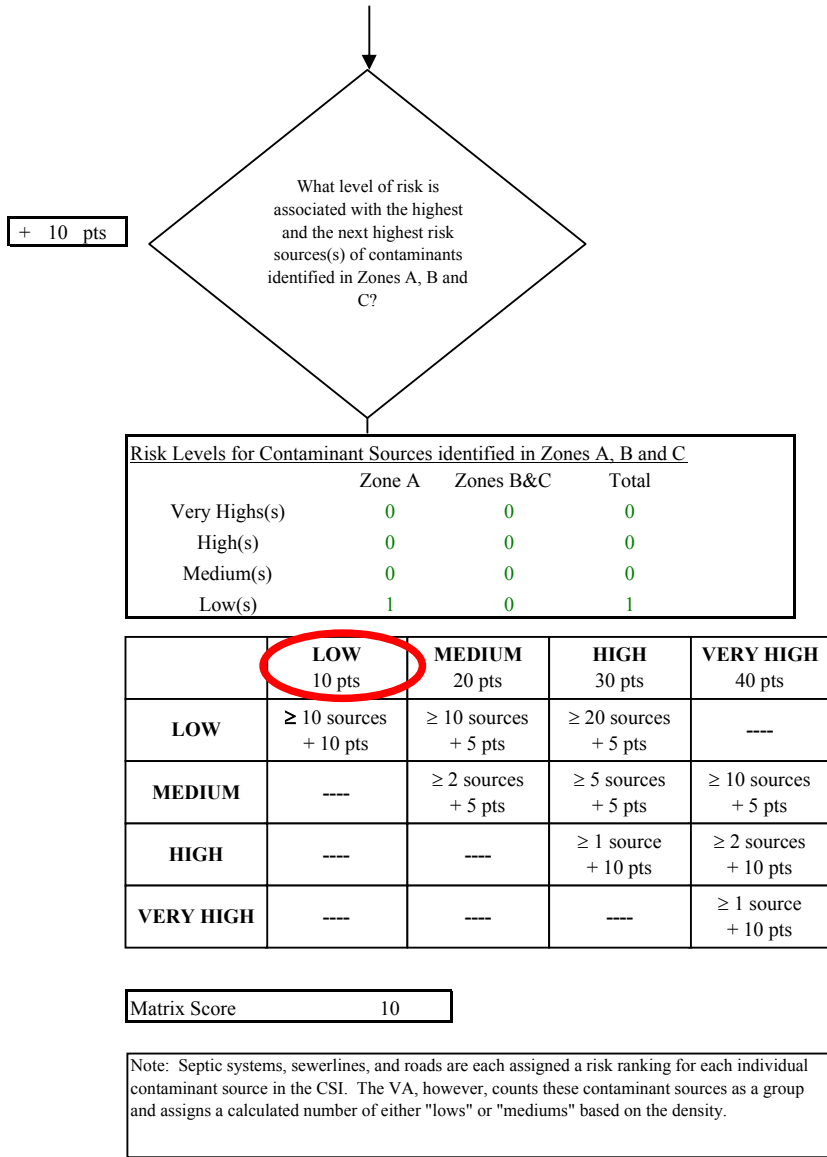 What level of risk is
associated with the highest
and the next highest risk
sources(s) of contaminants
identified in Zones A, B and
C?
+ 10 pts
Risk Levels for Contaminant Sources identified in Zones A, B and C
Zone A Zones B&C Total
Very Highs(s) 0 0 0
High(s) 0 0 0
Medium(s) 0 0 0
Low(s) 1 0 1
LOW MEDIUM HIGH VERY HIGH
10 pts 20 pts 30 pts 40 pts
LOW ≥ 10 sources ≥ 10 sources ≥ 20 sources ----
+ 10 pts + 5 pts + 5 pts
MEDIUM ---- ≥ 2 sources ≥ 5 sources ≥ 10 sources
+ 5 pts + 5 pts + 5 pts
HIGH ---- ---- ≥ 1 source ≥ 2 sources
+ 10 pts + 10 pts
VERY HIGH ---- ---- ---- ≥ 1 source
+ 10 pts
Matrix Score 10
Note: Septic systems, sewerlines, and roads are each assigned a risk ranking for each individual
contaminant source in the CSI. The VA, however, counts these contaminant sources as a group
and assigns a calculated number of either "lows" or "mediums" based on the density.